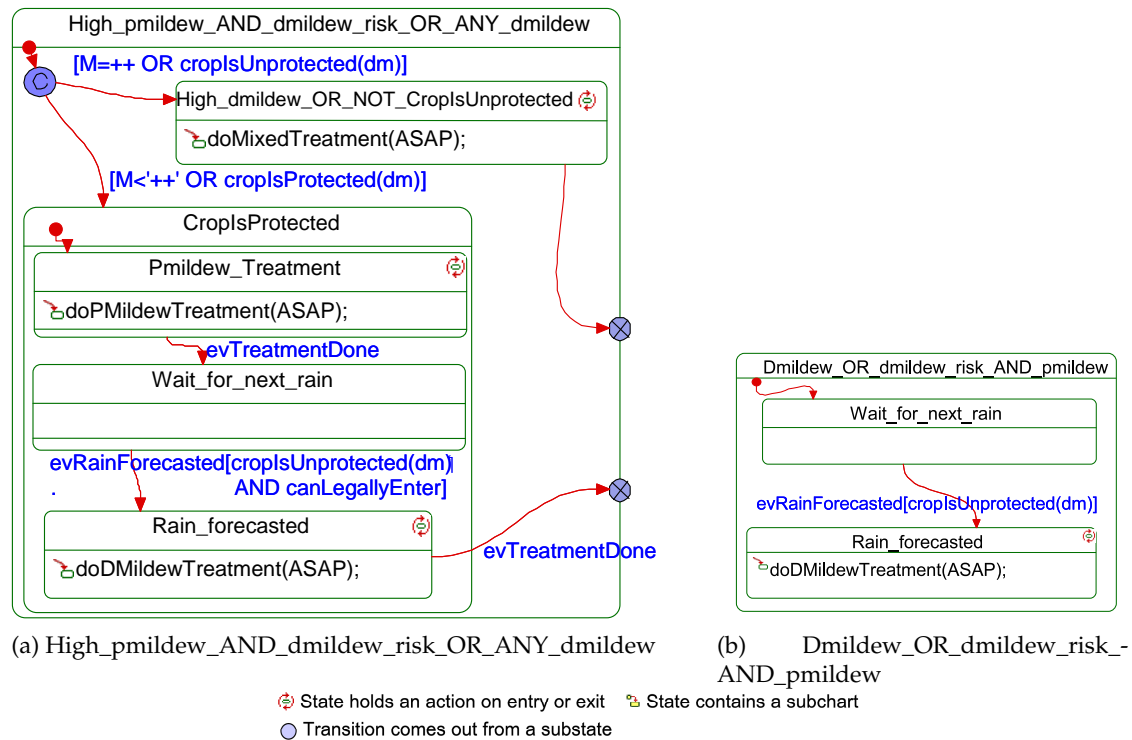 High_pmildew_AND_dmildew_risk_OR_ANY_dmildew
C
[M=++ OR cropIsUnprotected(dm)]
High_dmildew_OR_NOT_CropIsUnprotected
doMixedTreatment(ASAP);
[M<'++' OR cropIsProtected(dm)]
CropIsProtected
Pmildew_Treatment
doPMildewTreatment(ASAP);
evTreatmentDone
Wait_for_next_rain
evRainForecasted[cropIsUnprotected(dm)
. AND canLegallyEnter]
Rain_forecasted
doDMildewTreatment(ASAP);
evTreatmentDone
(a) High_pmildew_AND_dmildew_risk_OR_ANY_dmildew
Dmildew_OR_dmildew_risk_AND_pmildew
Wait_for_next_rain
evRainForecasted[cropIsUnprotected(dm)]
Rain_forecasted
doDMildewTreatment(ASAP);
(b) Dmildew_OR_dmildew_risk_-
AND_pmildew
State holds an action on entry or exit
State contains a subchart
Transition comes out from a substate